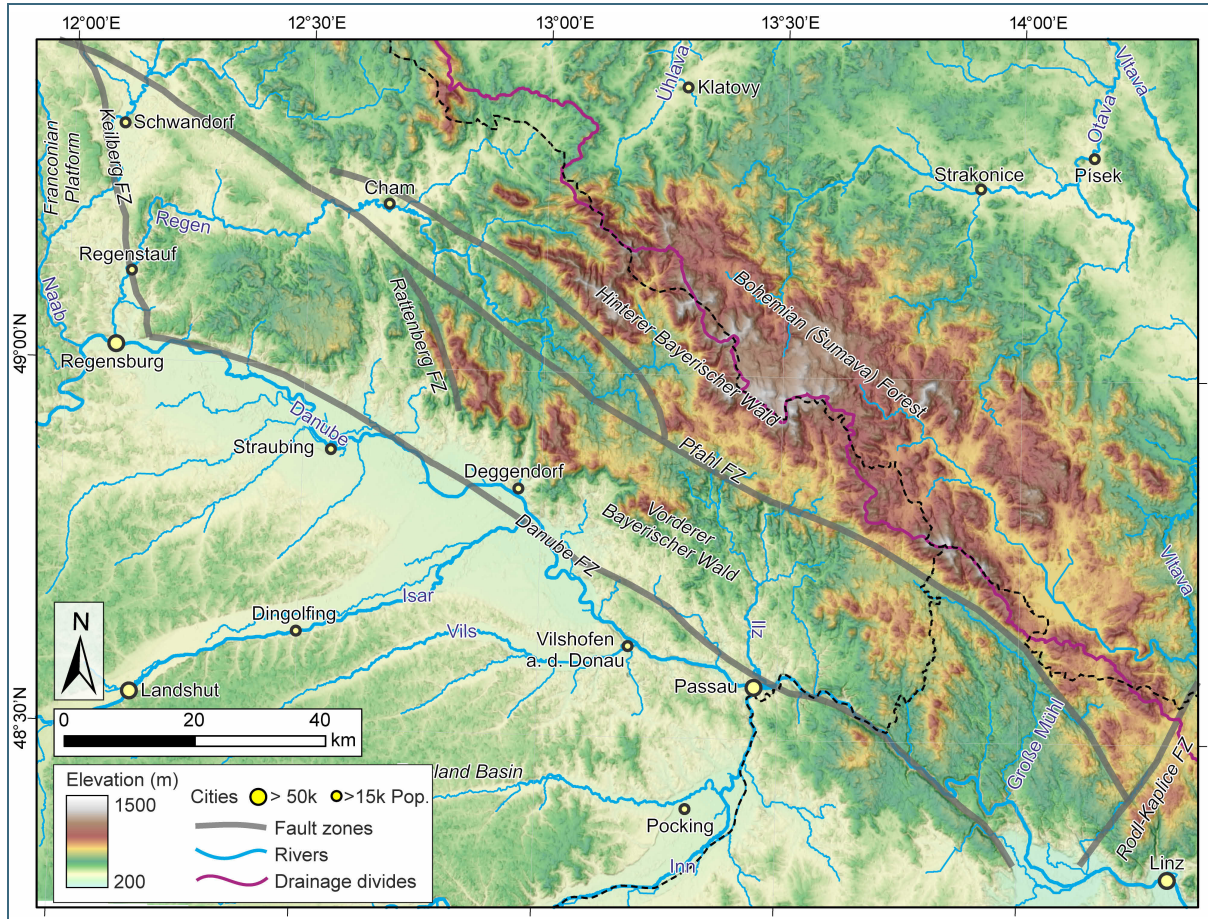 12°00'E
12°30'E
13°00'E
13°30'E
14°00'E
49°00'N
48°30'N
Franconian
Platform
Keilberg FZ
Schwandorf
Úhlava
Klatovy
Vltava
Otava
Cham
Strakonice
Pisek
Regen
Regenstauf
Naab
Regensburg
Rattenberg FZ
Hinterer Bayerischer Wald
Bohemian (Šumava) Forest
Danube
Straubing
Deggendorf
Pfahl FZ
Vorderer
Bayerischer Wald
Danube FZ
Vltava
Isar
Dingolfing
Vils
Ilz
Vilshofen
a. d. Donau
Passau
Landshut
Große Mühl
Rodl-Kaplice FZ
land Basin
Pocking
Inn
Linz
N
0 20 40
km
Elevation (m)
1500
200
Cities > 50k >15k Pop.
Fault zones
Rivers
Drainage divides